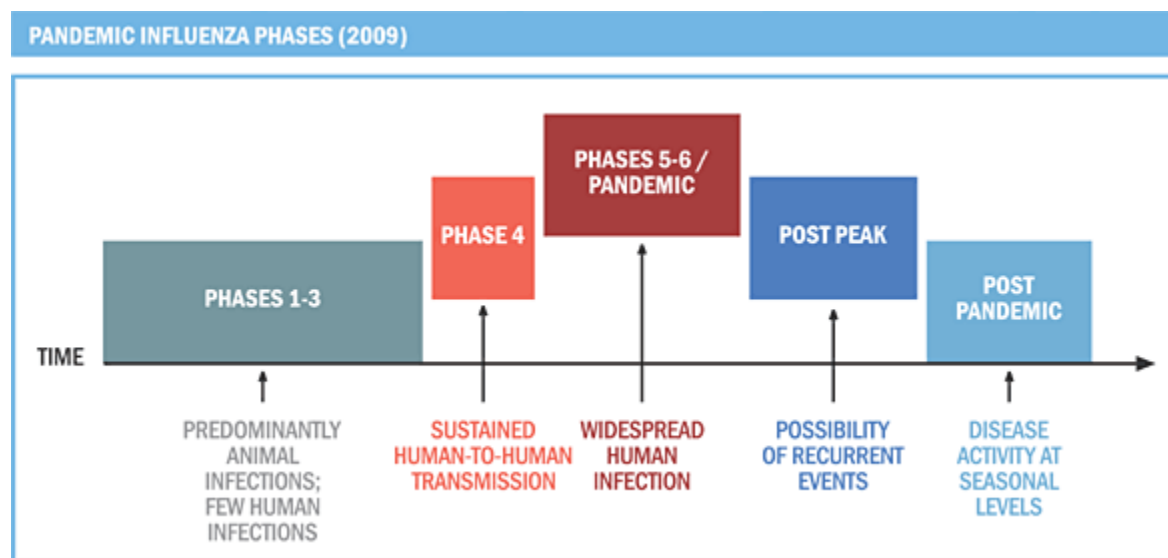 PANDEMIC INFLUENZA PHASES (2009)
PHASES 1-3
PHASE 4
PHASES 5-6 /
PANDEMIC
POST PEAK
POST
PANDEMIC
TIME
PREDOMINANTLY
ANIMAL
INFECTIONS;
FEW HUMAN
INFECTIONS
SUSTAINED
HUMAN-TO-HUMAN
TRANSMISSION
WIDESPREAD
HUMAN
INFECTION
POSSIBILITY
OF RECURRENT
EVENTS
DISEASE
ACTIVITY AT
SEASONAL
LEVELS